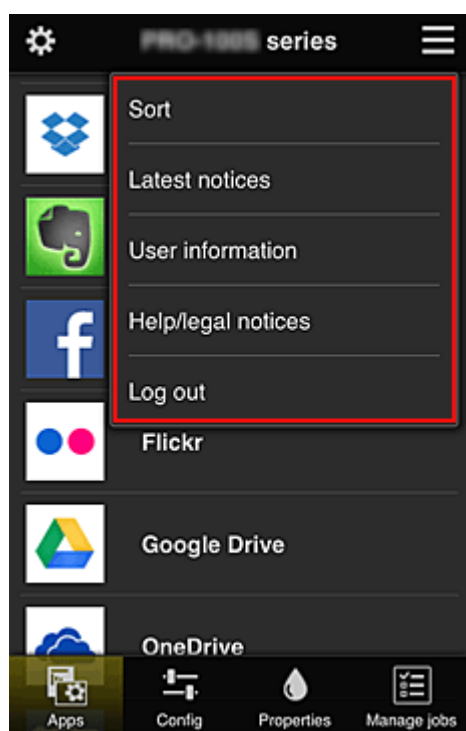 series
Sort
Latest notices
User information
Help/legal notices
Log out
Flickr
Google Drive
OneDrive
Apps
Config
Properties
Manage jobs